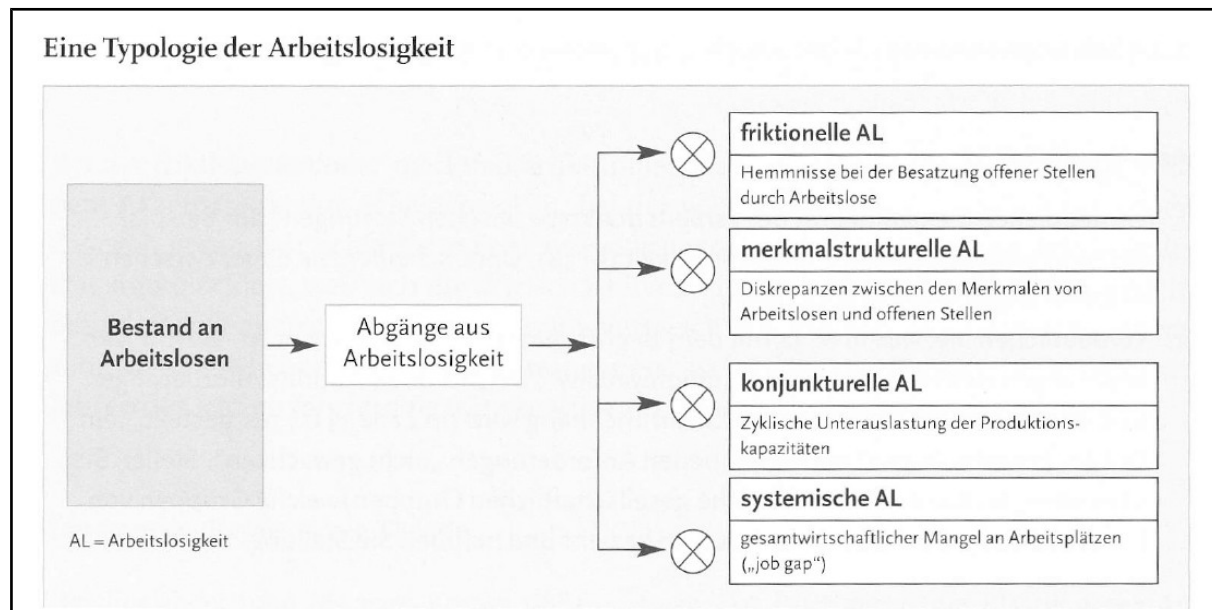 Eine Typologie der Arbeitslosigkeit
Bestand an
Arbeitslosen
AL = Arbeitslosigkeit
Abgänge aus
Arbeitslosigkeit
friktionelle AL
Hemmnisse bei der Besatzung offener Stellen
durch Arbeitslose
merkmalstrukturelle AL
Diskrepanzen zwischen den Merkmalen von
Arbeitslosen und offenen Stellen
konjunkturelle AL
Zyklische Unterauslastung der Produktions-
kapazitäten
systemische AL
gesamtwirtschaftlicher Mangel an Arbeitsplätzen
(„job gap“)